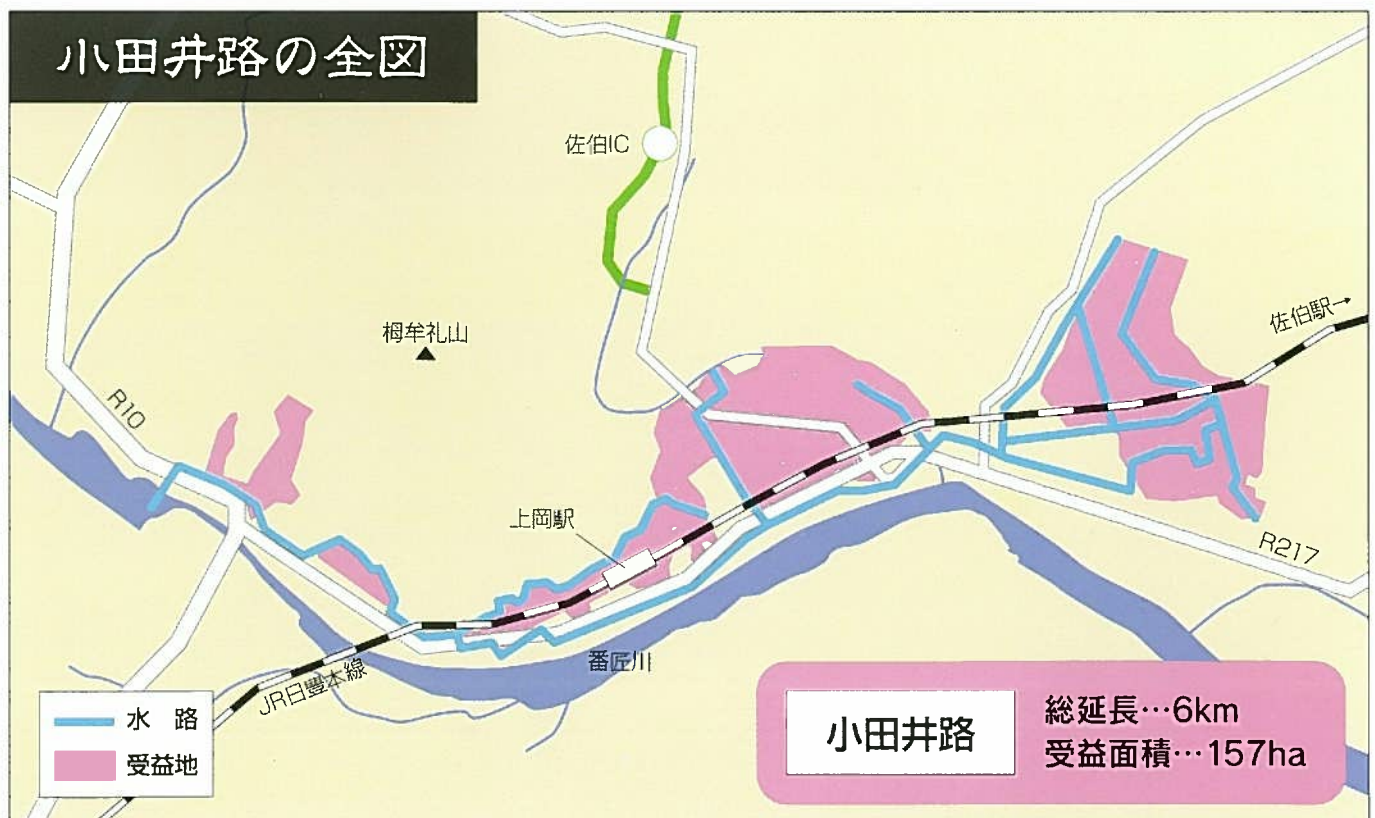 小田井路の全図
佐伯IC
栂牟礼山
佐伯駅→
R10
上岡駅
R217
番匠川
JR日豊本線
水路
受益地
小田井路
総延長…6km
受益面積…157ha